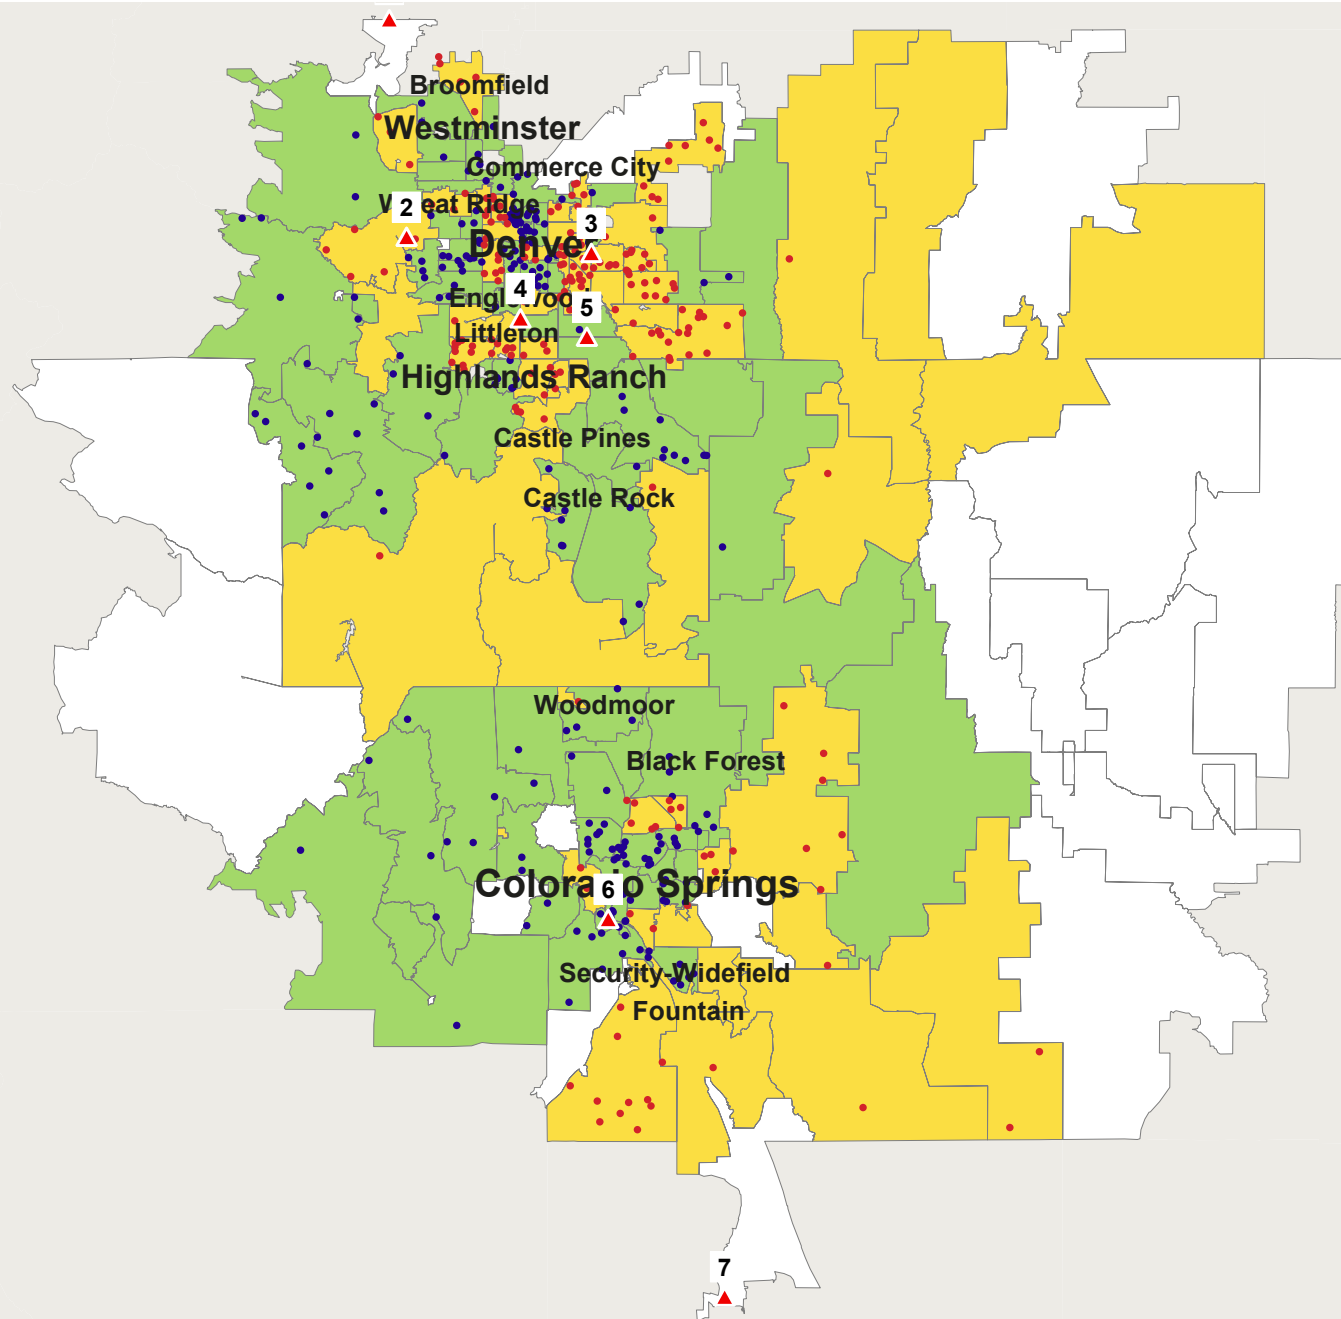 Broomfield
Westminster
Commerce City
Wheat Ridge
2
3
Denver
4
Englewood
5
Littleton
Highlands Ranch
Castle Pines
Castle Rock
Woodmoor
Black Forest
Colorado Springs
6
Security-Widefield
Fountain
7